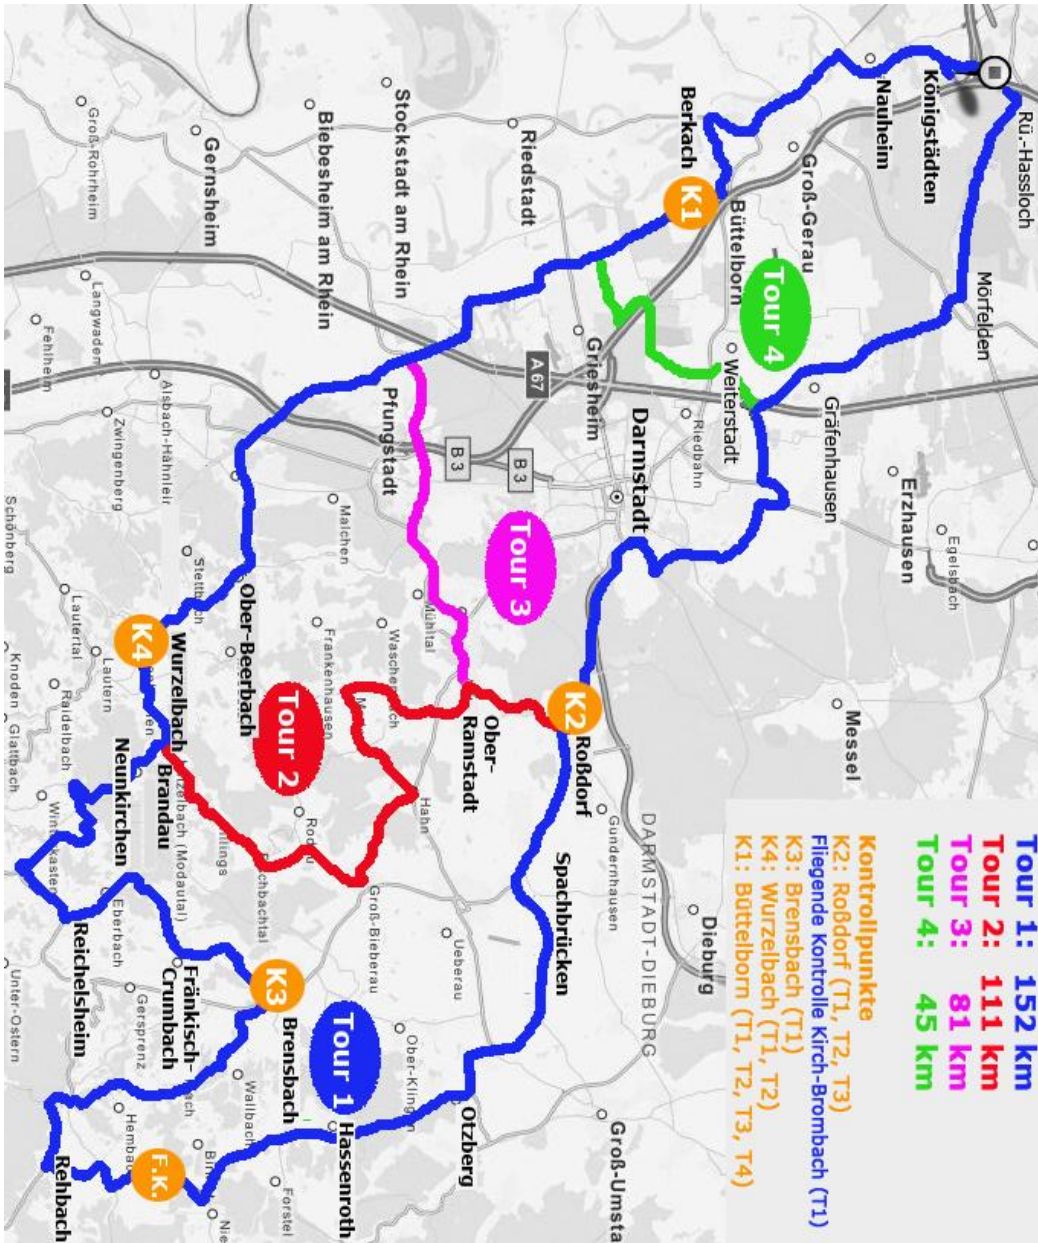 Tour 1: 152 km
Tour 2: 111 km
Tour 3: 81 km
Tour 4: 45 km
Kontrollpunkte
K2: Roßdorf (T1, T2, T3)
Fliegende Kontrolle Kirch-Brombach (T1)
K3: Brensbach (T1)
K4: Wurzelbach (T1, T2)
K1: Büttelborn (T1, T2, T3, T4)
Rü.-Hassloch
Mörfelden
Königstädten
Nauheim
Egelsbach
Erzhausen
Messel
Gräfenhausen
Groß-Gerau
Tour 4
Büttelborn
Weiterstadt
Riedbahn
Berkach
K1
Dieburg
DARMSTADT-DIEBURG
Darmstadt
Griesheim
Groß-Umsta
Gundernhausen
Roßdorf
K2
Spachbrücken
A 67
Riedstadt
B 3
B 3
Tour 3
Ober-
Ramstadt
Otzberg
Ueberau
Mühltal
Hahn
Ober-Klingen
Stockstadt am Rhein
Pfungstadt
Waschenbach
Groß-Bieberau
Hassenroth
Biebesheim am Rhein
Malchen
Frankenhausen
Tour 1
Tour 2
Brensbach
K3
Forstel
Ober-Beerbach
Wallbach
Gernsheim
Stettbach
Fränkisch-
Crumbach
Wurzelbach
Brandau
K4
F.K.
Alsbach-Hähnlein
Gersprenz
Neunkirchen
Eberbach
Zwingenberg
Lautern
Groß-Rohrheim
Langwaden
Reichelsheim
Rehbach
Lautertal
Raidelbach
Fehlheim
Schönberg
Knoden
Glattbach
Unter-Ostern